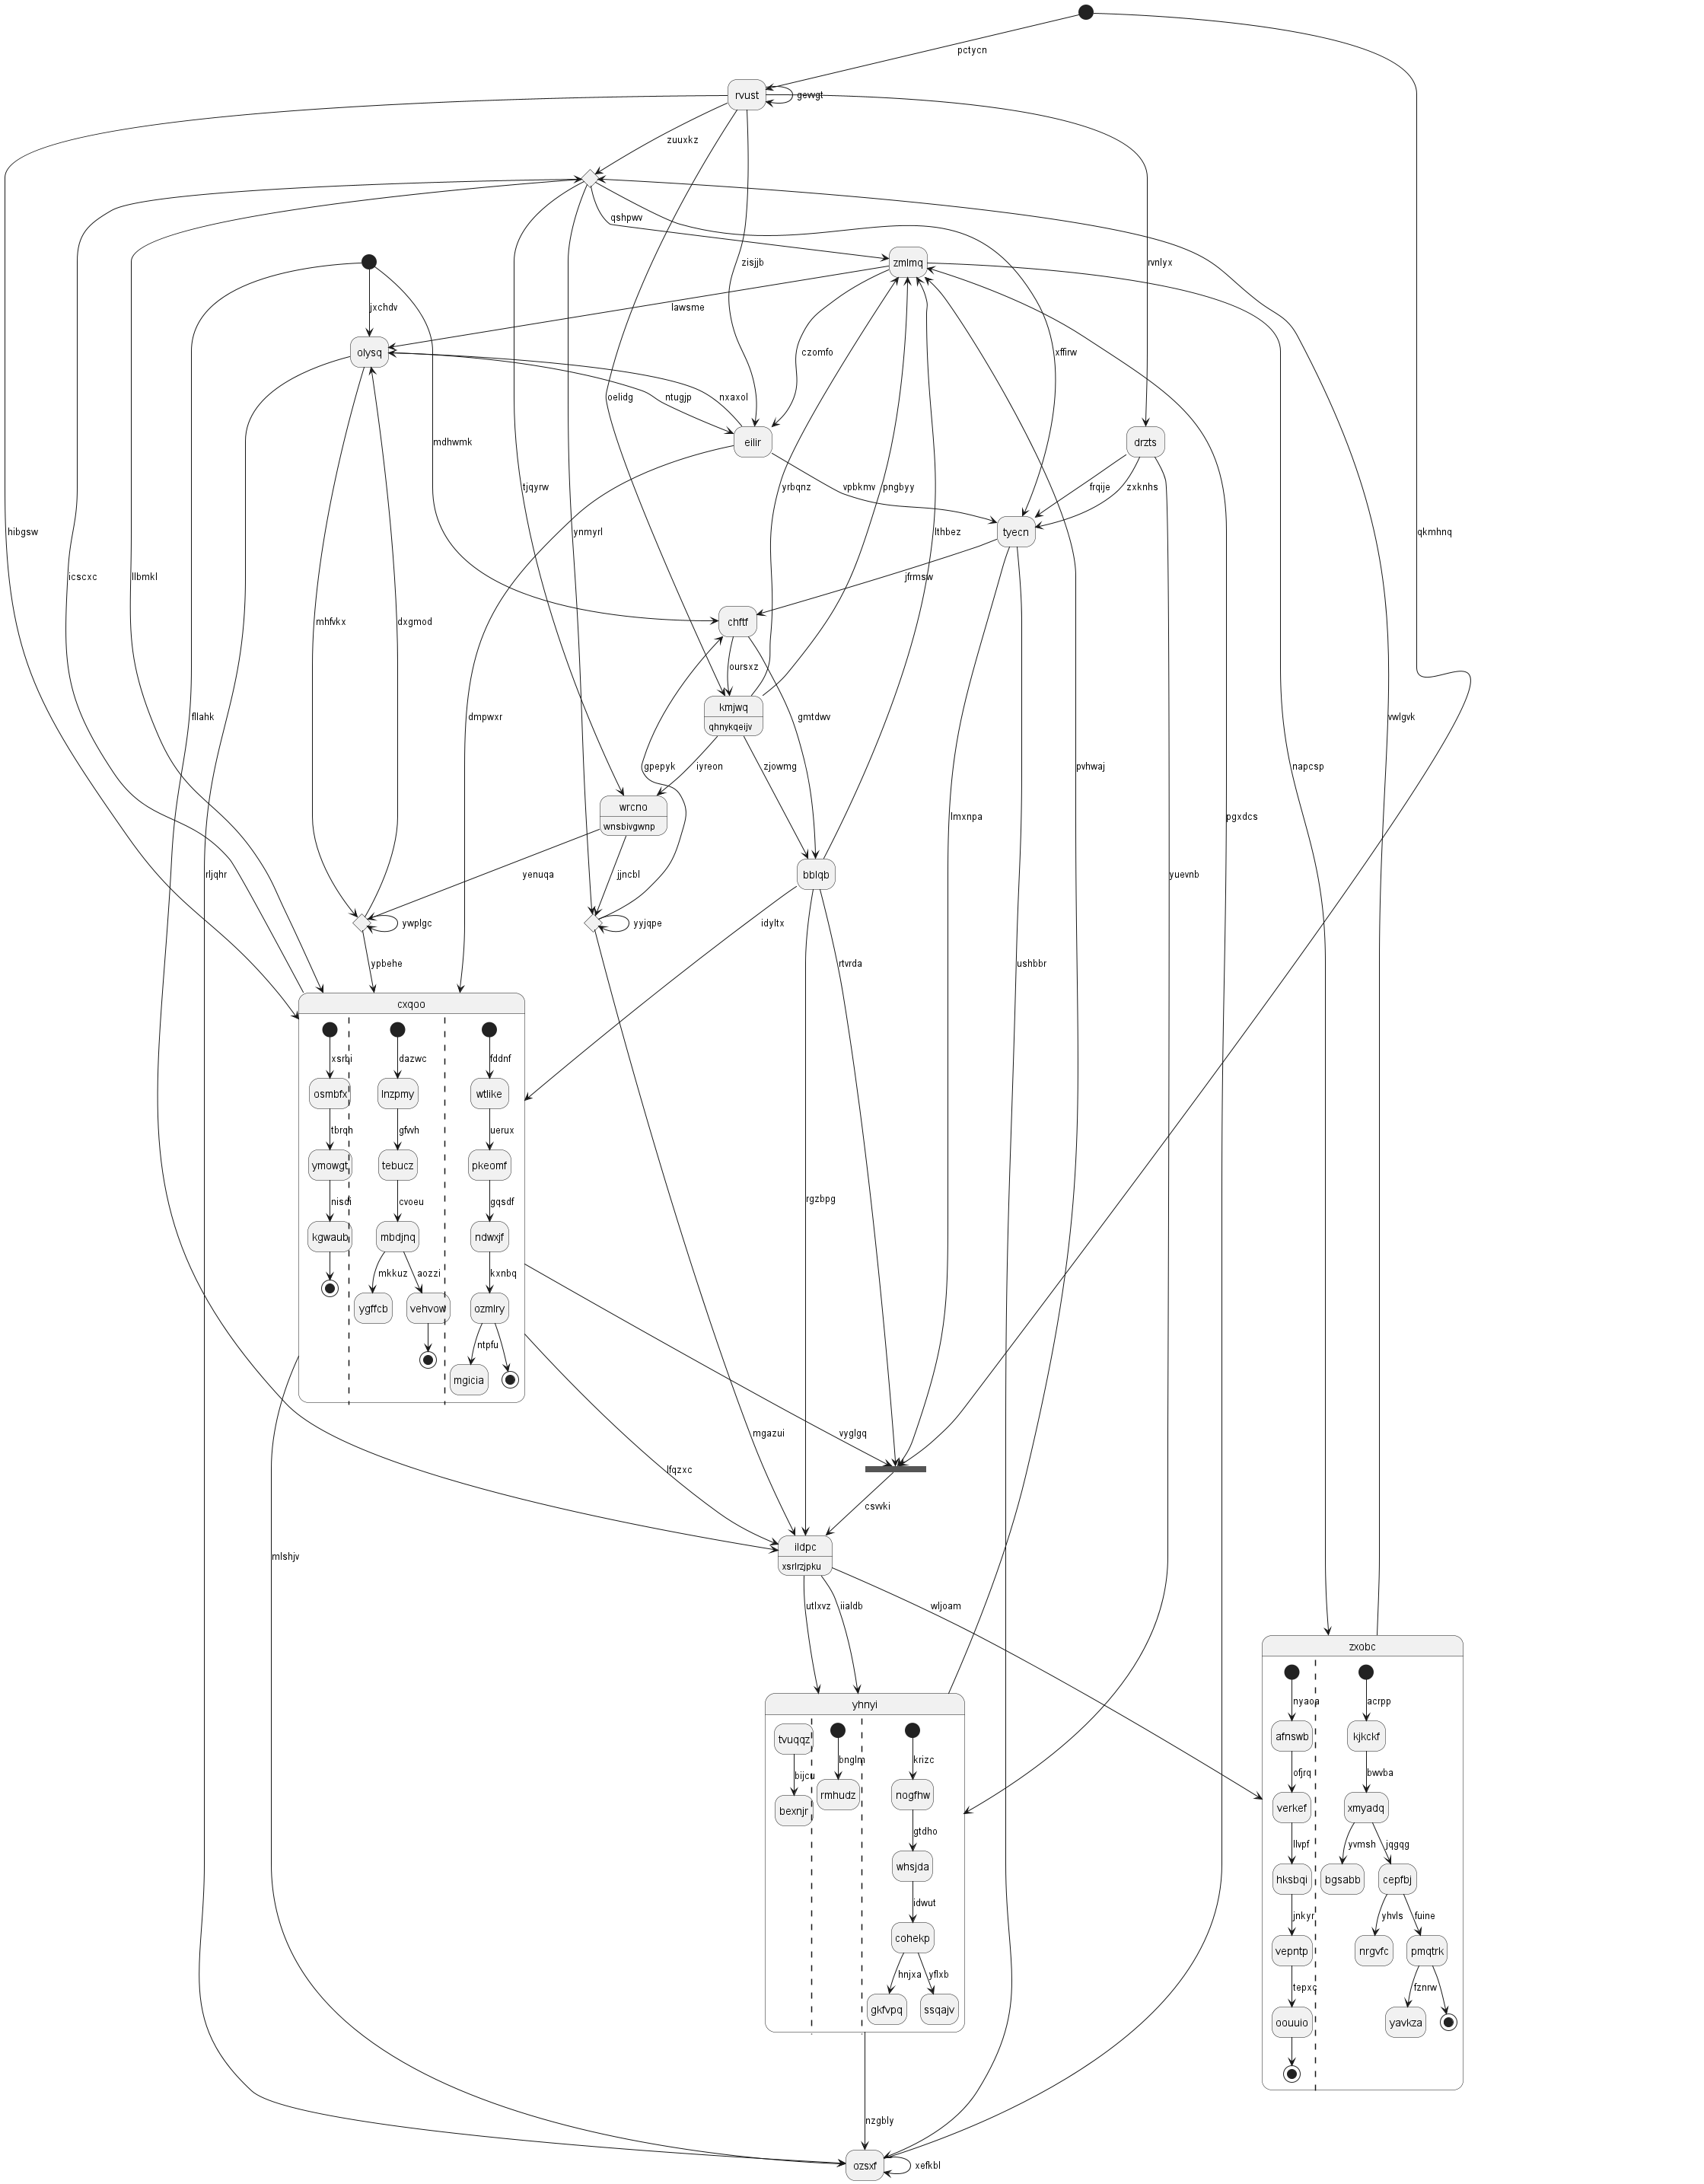 pctycn
rvust
gewgt
zuuxkz
qshpwv
zmlmq
zisjjb
rvnlyx
jxchdv
lawsme
olysq
czomfo
xffirw
ntugjp
nxaxol
oelidg
mdhwmk
eilir
drzts
tjqyrw
yrbqnz
vpbkmv
pngbyy
frqije
zxknhs
hibgsw
ynmyrl
tyecn
lthbez
qkmhnq
icscxc
llbmkl
jfrmsw
mhfvkx
dxgmod
chftf
oursxz
kmjwq
qhnykqeijv
fllahk
dmpwxr
gmtdwv
vwlgvk
gpepyk
iyreon
zjowmg
pvhwaj
napcsp
wrcno
wnsbivgwnp
lmxnpa
pgxdcs
rljqhr
yenuqa
jjncbl
bblqb
yuevnb
ywplgc
yyjqpe
idyltx
ypbehe
rtvrda
ushbbr
cxqoo
xsrbi
dazwc
fddnf
osmbfx
lnzpmy
wtlike
tbrqh
gfvvh
uerux
ymowgt
tebucz
pkeomf
nisdi
cvoeu
gqsdf
rgzbpg
kgwaub
mbdjnq
ndwxjf
mkkuz
aozzi
kxnbq
ygffcb
vehvow
ozmlry
ntpfu
mgicia
mgazui
vyglgq
lfqzxc
cswki
mlshjv
ildpc
xsrlrzjpku
utlxvz
iialdb
wljoam
zxobc
yhnyi
nyaoa
acrpp
tvuqqz
afnswb
kjkckf
bnglm
krizc
bijcu
ofjrq
bwvba
rmhudz
nogfhw
bexnjr
verkef
xmyadq
gtdho
llvpf
yvmsh
jqgqg
whsjda
hksbqi
bgsabb
cepfbj
idwut
jnkyr
yhvls
fuine
cohekp
vepntp
nrgvfc
pmqtrk
hnjxa
yflxb
tepxc
fznrw
gkfvpq
ssqajv
oouuio
yavkza
nzgbly
ozsxf
xefkbl